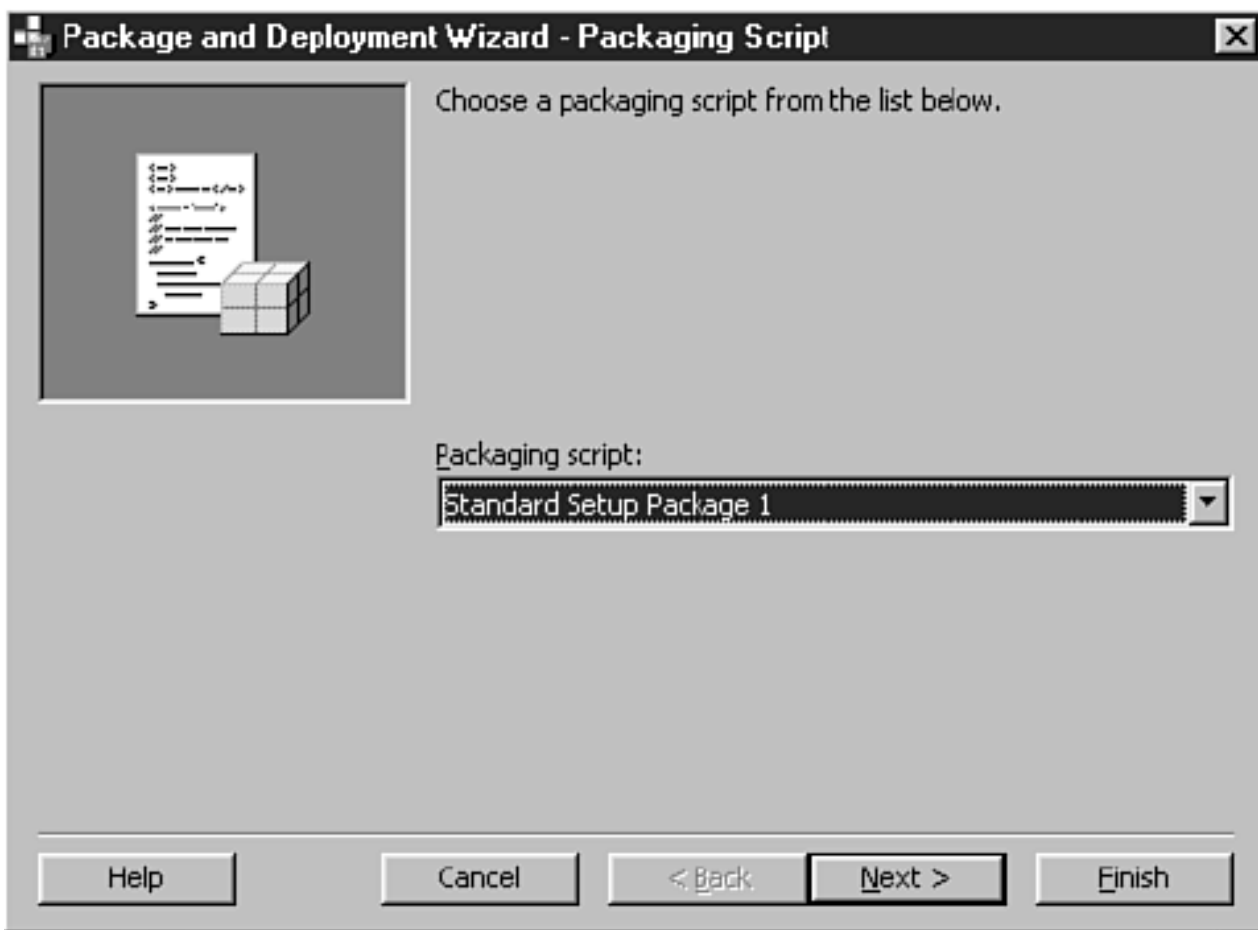 Package and Deployment Wizard - Packaging Script
Choose a packaging script from the list below.
Packaging script:
Standard Setup Package 1
Help
Cancel
< Back
Next >
Finish